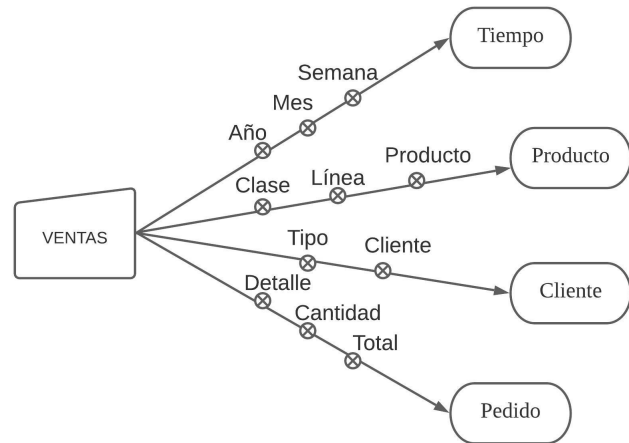 Tiempo
Semana
Mes
Año
Producto
Producto
Línea
Clase
VENTAS
Tipo
Cliente
Cliente
Detalle
Cantidad
Total
Pedido